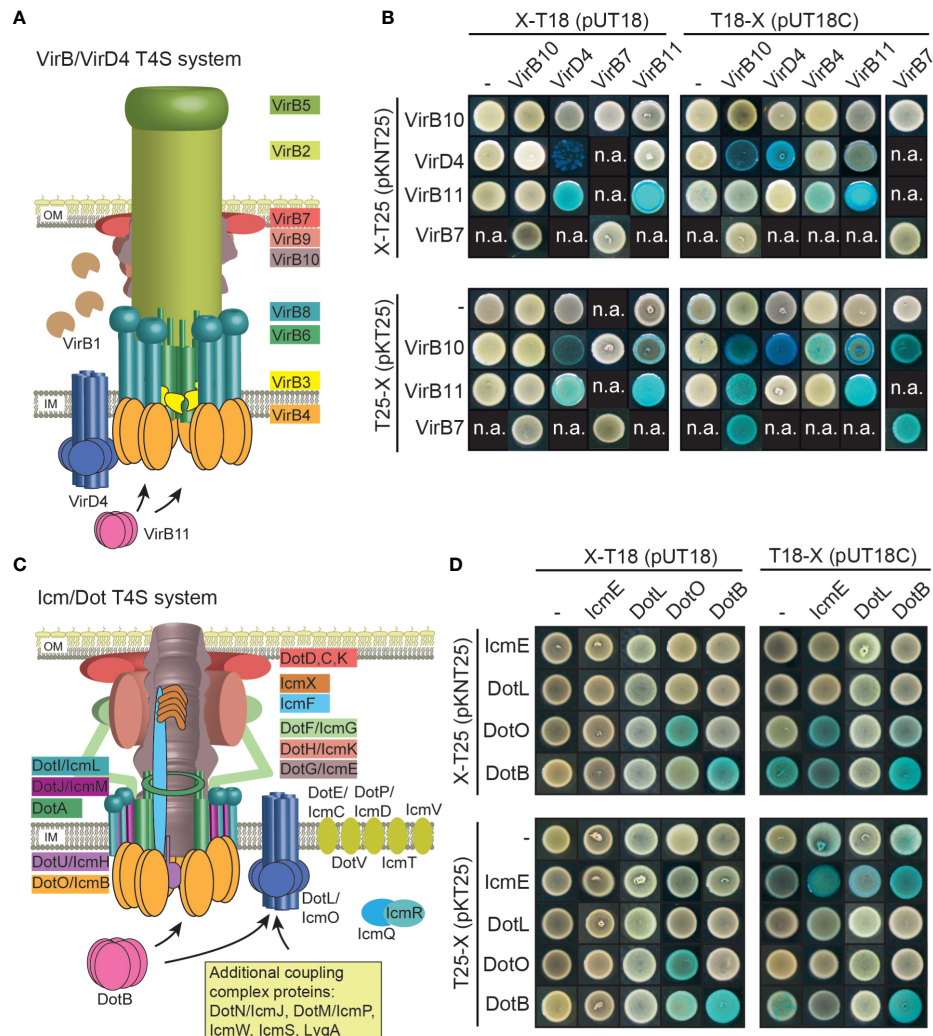 A
VirB/VirD4 T4S system
VirB5
VirB2
OM
VirB7
VirB9
VirB10
VirB1
VirB8
VirB6
VirB3
IM
VirB4
VirD4
VirB11
B
X-T18 (pUT18)
T18-X (pUT18C)
- VirB10 VirD4 VirB7 VirB11
- VirB10 VirD4 VirB4 VirB11 VirB7
X-T25 (pKNT25)
VirB10
VirD4 n.a. n.a.
VirB11 n.a. n.a.
VirB7 n.a. n.a. n.a. n.a. n.a. n.a. n.a.
T25-X (pKT25)
- n.a.
VirB10
VirB11 n.a. n.a.
VirB7 n.a. n.a. n.a. n.a. n.a. n.a. n.a.
C
Icm/Dot T4S system
OM
DotD,C,K
IcmX
IcmF
DotF/IcmG
DotH/IcmK
DotG/IcmE
DotI/IcmL
DotJ/IcmM
DotA
IM
DotU/IcmH
DotO/IcmB
DotE/ DotP/
IcmC IcmD IcmV
DotV IcmT
DotL/
IcmO
IcmR
IcmQ
DotB
Additional coupling
complex proteins:
DotN/IcmJ, DotM/IcmP,
IcmW, IcmS, LvgA
D
X-T18 (pUT18)
T18-X (pUT18C)
- IcmE DotL DotO DotB
- IcmE DotL DotB
X-T25 (pKNT25)
IcmE
DotL
DotO
DotB
T25-X (pKT25)
-
IcmE
DotL
DotO
DotB